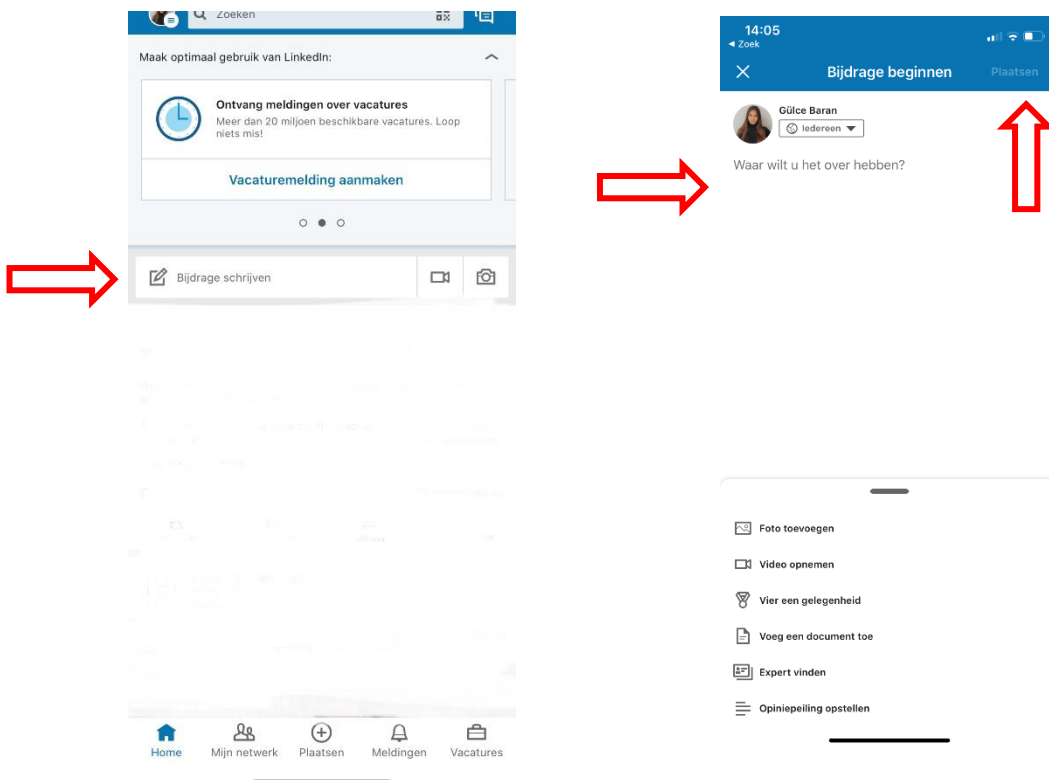 Zoeken
Maak optimaal gebruik van LinkedIn:
Ontvang meldingen over vacatures
Meer dan 20 miljoen beschikbare vacatures. Loop
niets mis!
Vacaturemelding aanmaken
Bijdrage schrijven
Home
Mijn netwerk
Plaatsen
Meldingen
Vacatures
14:05
◄ Zoek
Bijdrage beginnen
Plaatsen
Gülce Baran
Iedereen
Waar wilt u het over hebben?
Foto toevoegen
Video opnemen
Vier een gelegenheid
Voeg een document toe
Expert vinden
Opiniepeiling opstellen